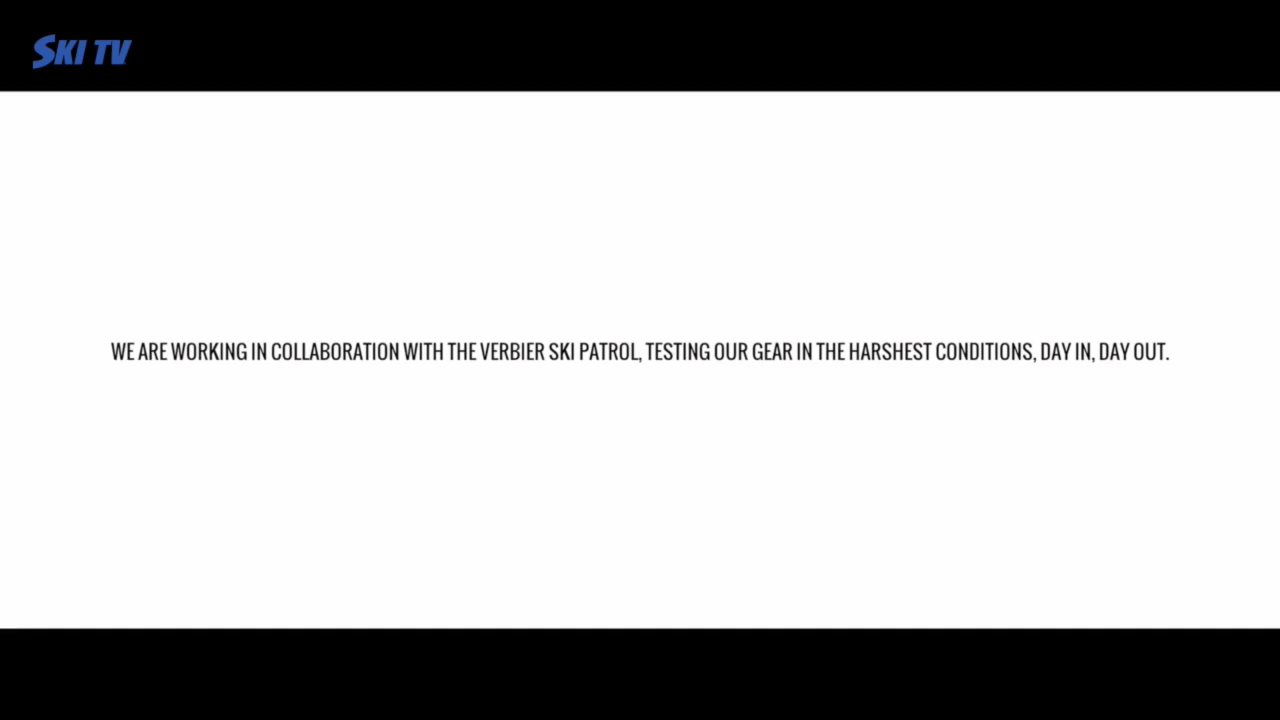 SKI TV
WE ARE WORKING IN COLLABORATION WITH THE VERBIER SKI PATROL, TESTING OUR GEAR IN THE HARSHEST CONDITIONS, DAY IN, DAY OUT.